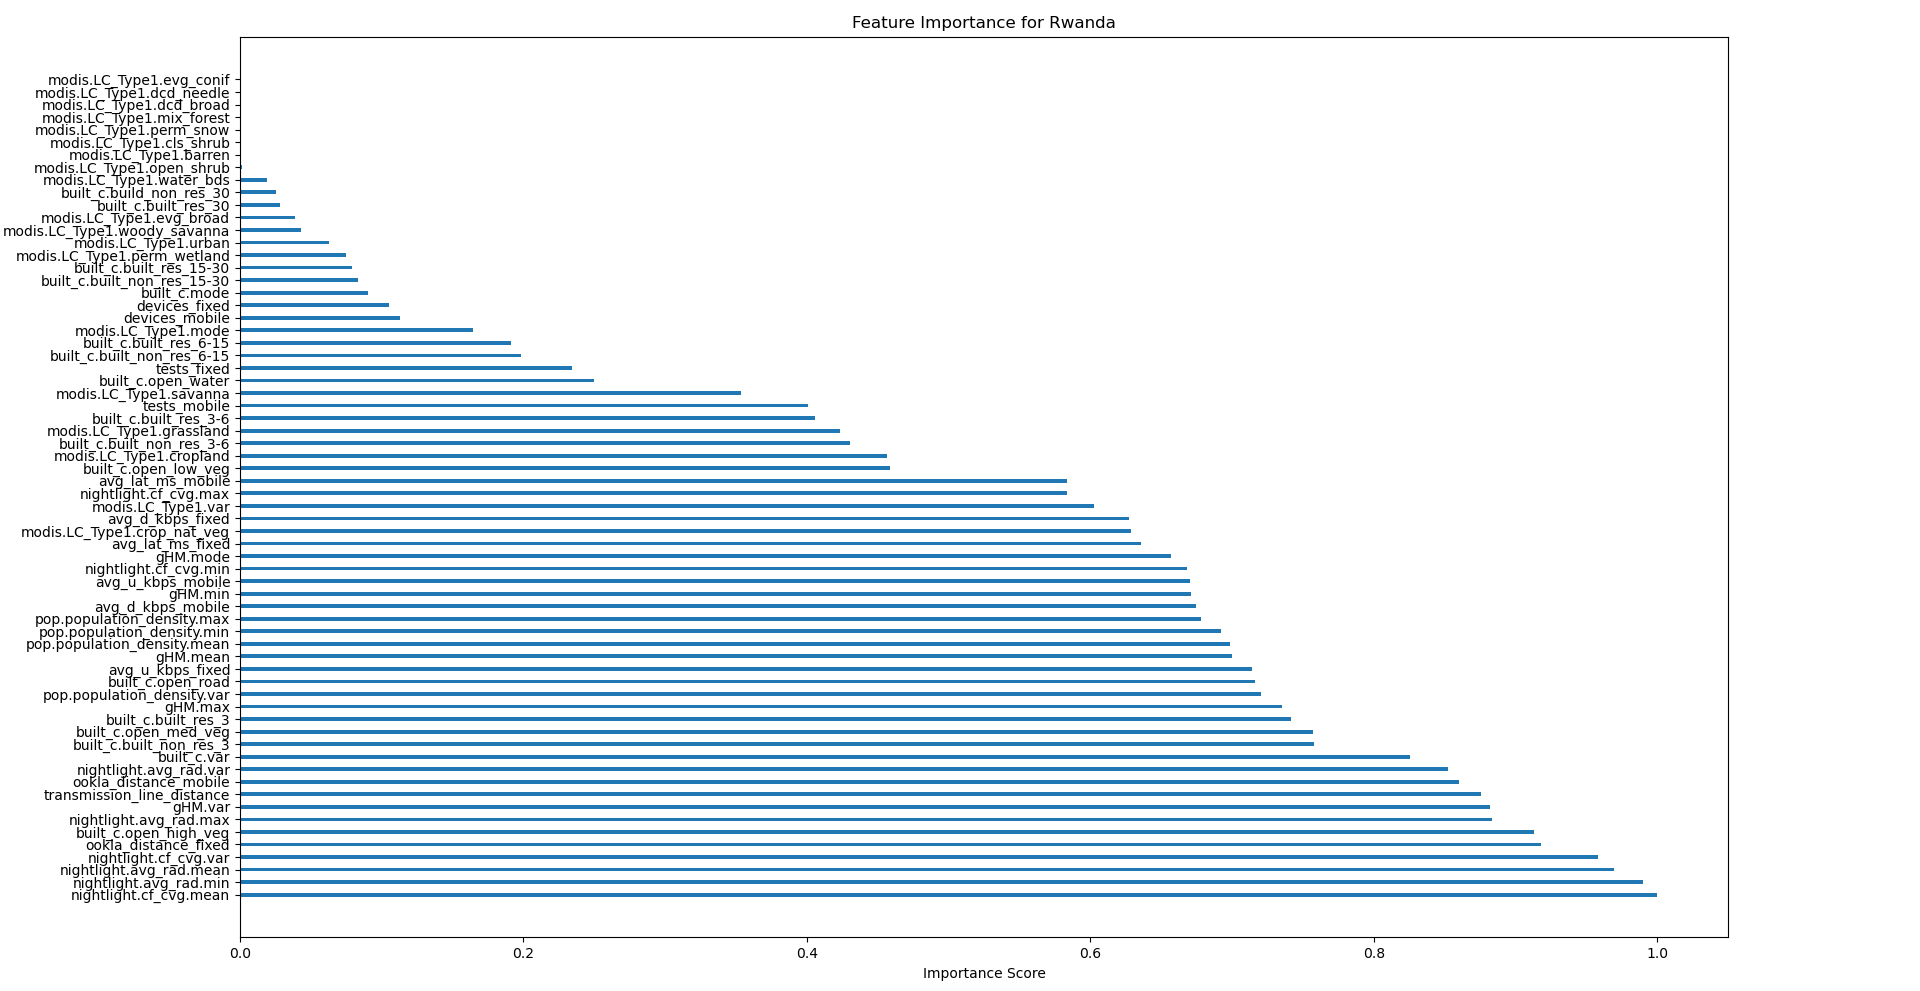 Feature Importance for Rwanda
modis.LC_Type1.evg_conif
modis.LC_Type1.dcd_needle
modis.LC_Type1.dcd_broad
modis.LC_Type1.mix_forest
modis.LC_Type1.perm_snow
modis.LC_Type1.cls_shrub
modis.LC_Type1.barren
modis.LC_Type1.open_shrub
modis.LC_Type1.water_bds
built_c.build_non_res_30
built_c.built_res_30
modis.LC_Type1.evg_broad
modis.LC_Type1.woody_savanna
modis.LC_Type1.urban
modis.LC_Type1.perm_wetland
built_c.built_res_15-30
built_c.built_non_res_15-30
built_c.mode
devices_fixed
devices_mobile
modis.LC_Type1.mode
built_c.built_res_6-15
built_c.built_non_res_6-15
tests_fixed
built_c.open_water
modis.LC_Type1.savanna
tests_mobile
built_c.built_res_3-6
modis.LC_Type1.grassland
built_c.built_non_res_3-6
modis.LC_Type1.cropland
built_c.open_low_veg
avg_lat_ms_mobile
nightlight.cf_cvg.max
modis.LC_Type1.var
avg_d_kbps_fixed
modis.LC_Type1.crop_nat_veg
avg_lat_ms_fixed
gHM.mode
nightlight.cf_cvg.min
avg_u_kbps_mobile
gHM.min
avg_d_kbps_mobile
pop.population_density.max
pop.population_density.min
pop.population_density.mean
gHM.mean
avg_u_kbps_fixed
built_c.open_road
pop.population_density.var
gHM.max
built_c.built_res_3
built_c.open_med_veg
built_c.built_non_res_3
built_c.var
nightlight.avg_rad.var
ookla_distance_mobile
transmission_line_distance
gHM.var
nightlight.avg_rad.max
built_c.open_high_veg
ookla_distance_fixed
nightlight.cf_cvg.var
nightlight.avg_rad.mean
nightlight.avg_rad.min
nightlight.cf_cvg.mean
0.0 0.2 0.4 0.6 0.8 1.0
Importance Score